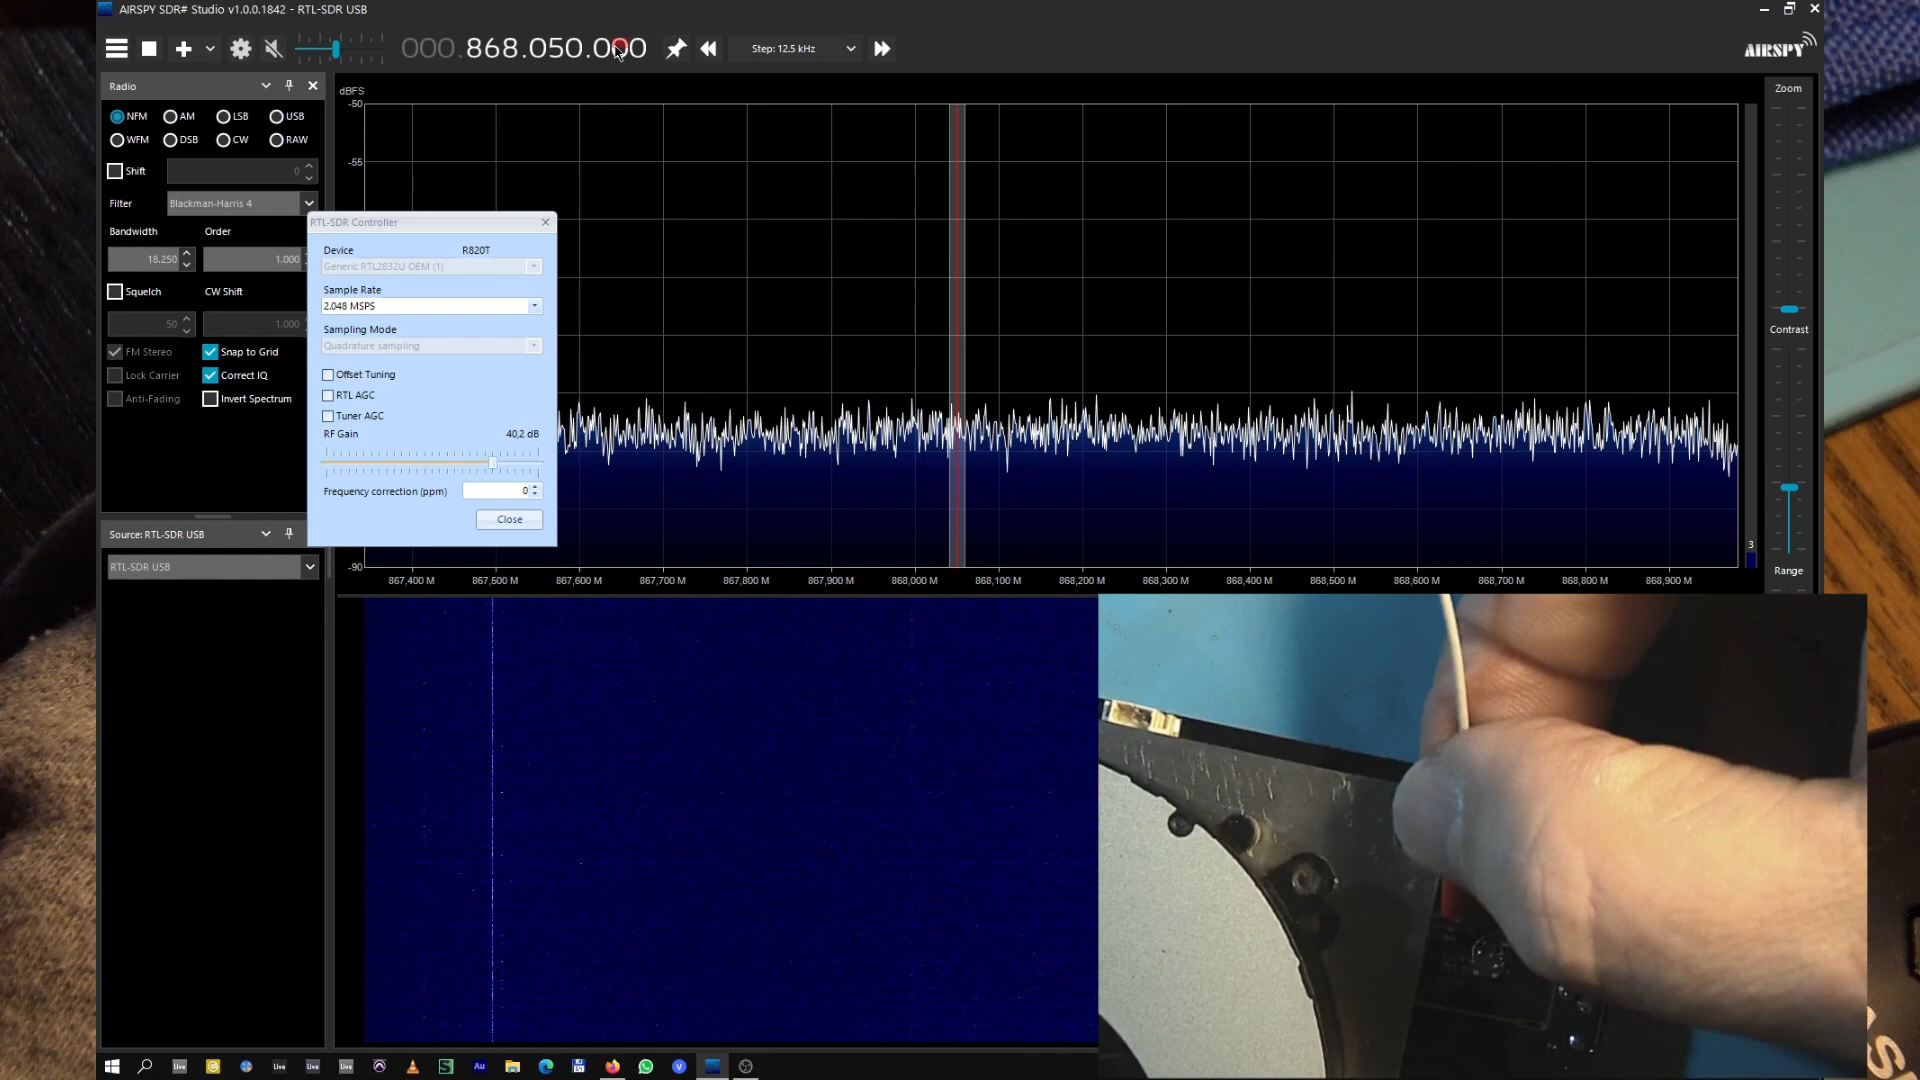 AIRSPY SDR# Studio v1.0.0.1842 - RTL-SDR USB
000.868.050.000
Step: 12.5 kHz
AIRSPY
Radio
NFM AM LSB USB
WFM DSB CW RAW
Shift 0
Filter Blackman-Harris 4
Bandwidth Order
18.250 1.000
Squelch CW Shift
50 1.000
FM Stereo Snap to Grid
Lock Carrier Correct IQ
Anti-Fading Invert Spectrum
Source: RTL-SDR USB
RTL-SDR USB
RTL-SDR Controller
Device R820T
Generic RTL2832U OEM (1)
Sample Rate
2.048 MSPS
Sampling Mode
Quadrature sampling
Offset Tuning
RTL AGC
Tuner AGC
RF Gain 40,2 dB
Frequency correction (ppm) 0
Close
dBFS
-50
-55
-90
867,400 M 867,500 M 867,600 M 867,700 M 867,800 M 867,900 M 868,000 M 868,100 M 868,200 M 868,300 M 868,400 M 868,500 M 868,600 M 868,700 M 868,800 M 868,900 M
3
Zoom
Contrast
Range
Live Live Live Live Au V